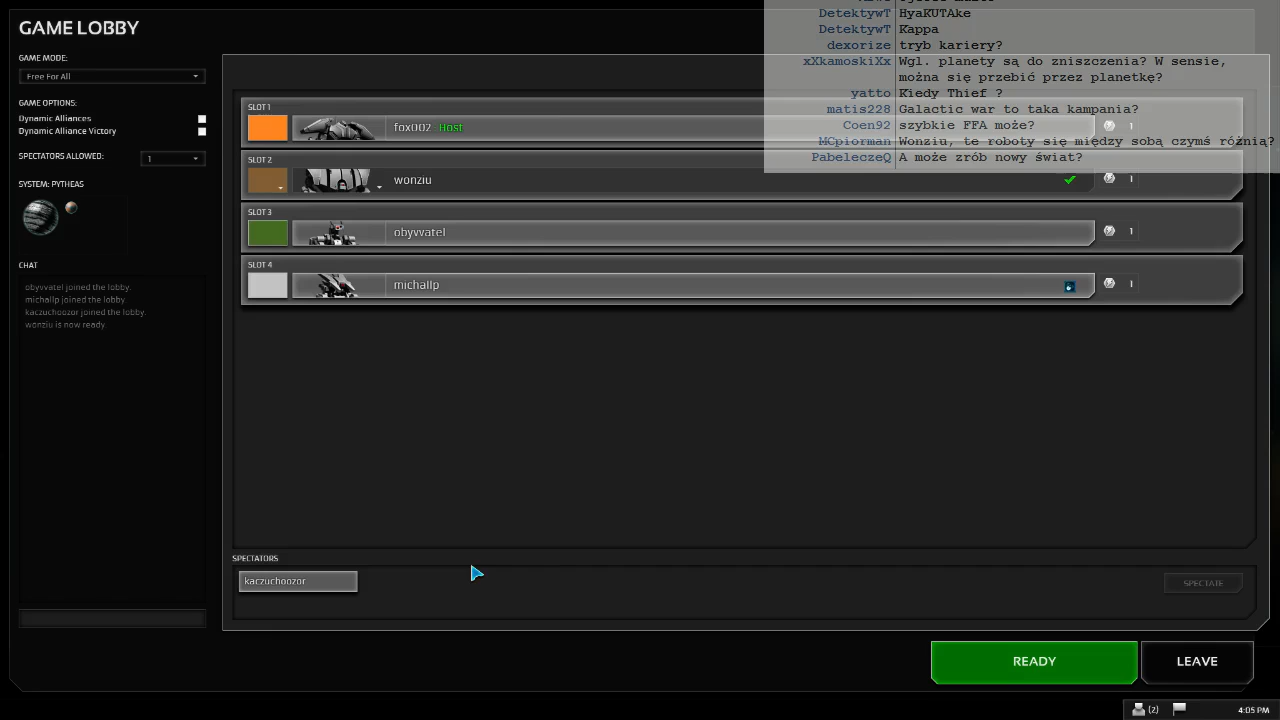 GAME LOBBY
GAME MODE:
Free For All
GAME OPTIONS:
Dynamic Alliances
Dynamic Alliance Victory
SPECTATORS ALLOWED:
1
SYSTEM: PYTHEAS
CHAT
obyvvatel joined the lobby.
michallp joined the lobby
kaczuchoozor joined the lobby.
wonziu is now ready.
DetektywT HyaKUTAke
DetektywT Kappa
dexorize tryb kariery?
xXkamoskiXx Wgl. planety są do zniszczenia? W sensie,
można się przebić przez planetkę?
yatto Kiedy Thief ?
matis228 Galactic war to taka kampania?
Coen92 szybkie FFA może?
MCpiorman Wonziu, te roboty się między sobą czymś różnią?
PabeleczeQ A może zrób nowy świat?
SLOT 1
fox002 Host
1
SLOT 2
wonziu
1
SLOT 3
obyvvatel
1
SLOT 4
michallp
1
SPECTATORS
kaczuchoozor
SPECTATE
READY
LEAVE
(2)
4:05 PM